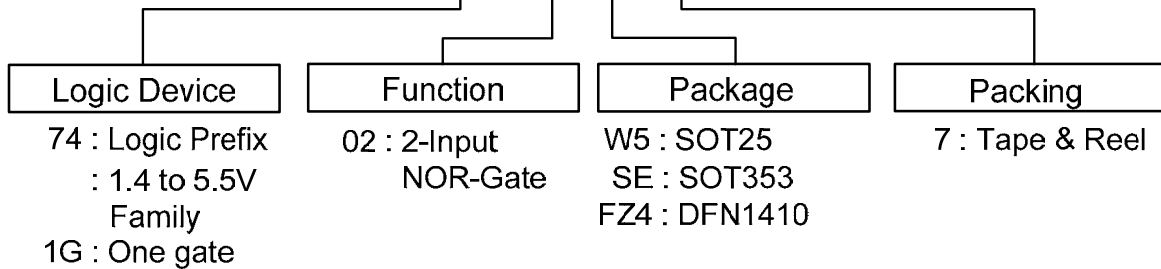 Logic Device
74 : Logic Prefix
: 1.4 to 5.5V
Family
1G : One gate
Function
02 : 2-Input
NOR-Gate
Package
W5 : SOT25
SE : SOT353
FZ4 : DFN1410
Packing
7 : Tape & Reel